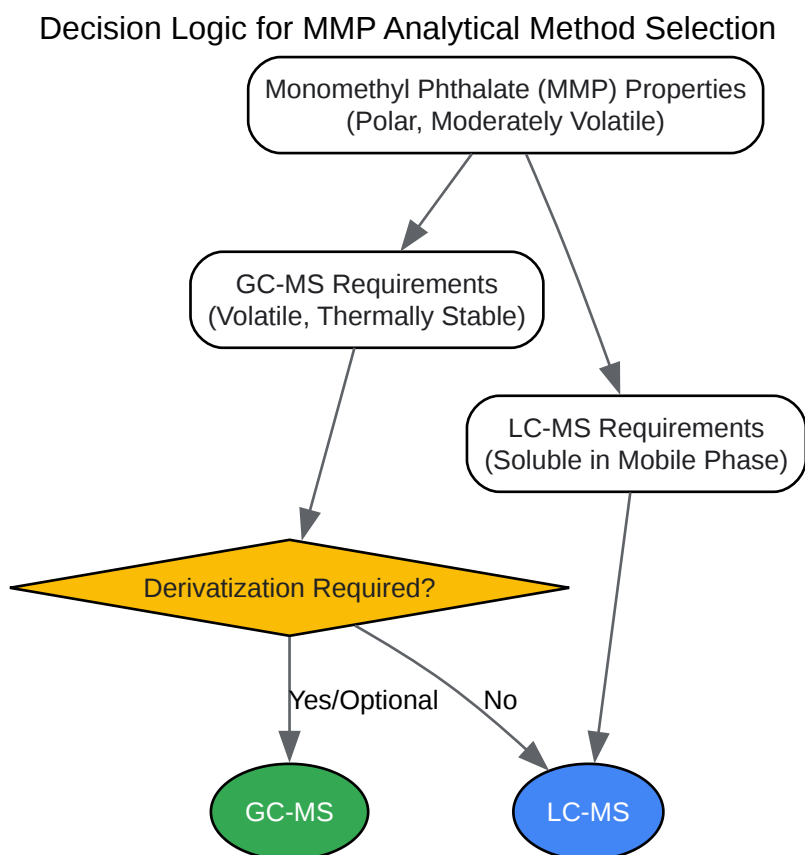 Decision Logic for MMP Analytical Method Selection
Monomethyl Phthalate (MMP) Properties
(Polar, Moderately Volatile)
GC-MS Requirements
(Volatile, Thermally Stable)
LC-MS Requirements
(Soluble in Mobile Phase)
Derivatization Required?
Yes/Optional
No
GC-MS
LC-MS